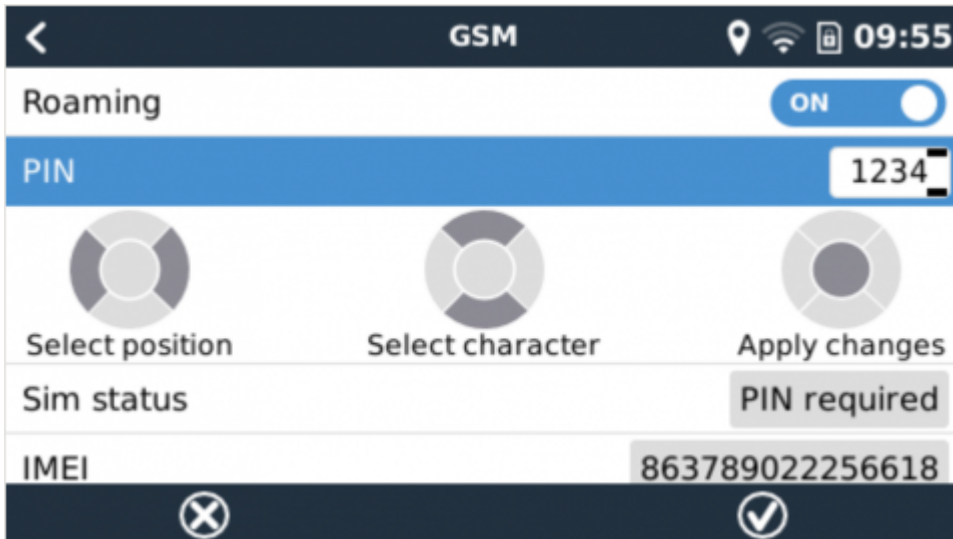 GSM 09:55
Roaming ON
PIN 1234
Select position Select character Apply changes
Sim status PIN required
IMEI 863789022256618